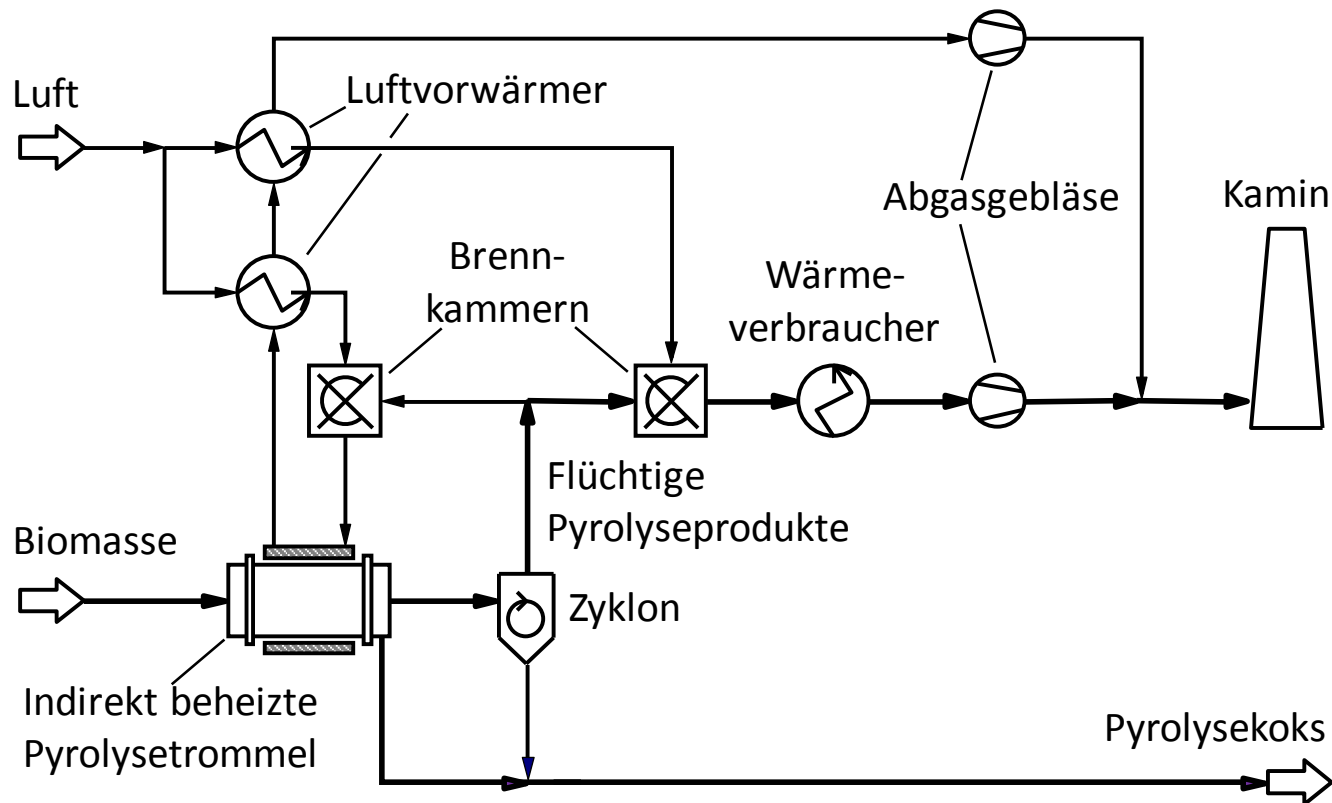 Luft
Luftvorwärmer
Abgasgebläse
Kamin
Brenn-
kammern
Wärme-
verbraucher
Flüchtige
Pyrolyseprodukte
Biomasse
Zyklon
Indirekt beheizte
Pyrolysetrommel
Pyrolysekoks